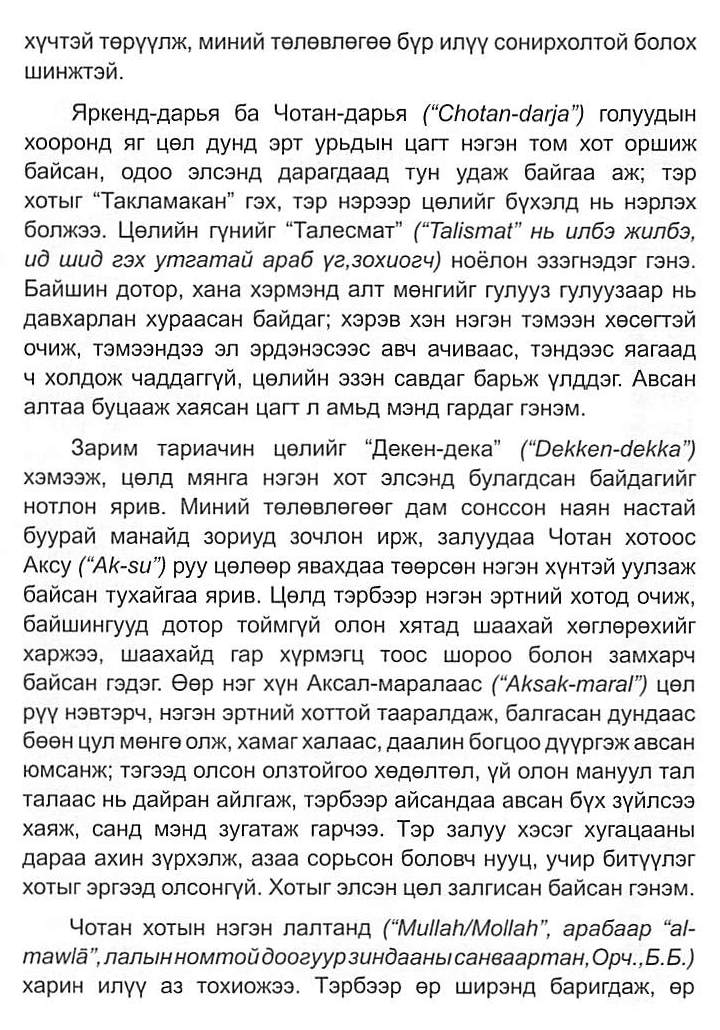 хүчтэй төрүүлж, миний төлөвлөгөө бүр илүү сонирхолтой болох
шинжтэй.
Яркенд-дарья ба Чотан-дарья (“Chotan-darja”) голуудын
хооронд яг цөл дунд эрт урьдын цагт нэгэн том хот оршиж
байсан, одоо элсэнд дарагдаад тун удаж байгаа аж; тэр
хотыг “Такламакан” гэх, тэр нэрээр цөлийг бүхэлд нь нэрлэх
болжээ. Цөлийн гүнийг “Талесмат” (“Talismat” нь илбэ жилбэ,
ид шид гэх утгатай араб үг,зохиогч) ноёлон эзэгнэдэг гэнэ.
Байшин дотор, хана хэрмэнд алт мөнгийг гулууз гулуузаар нь
давхарлан хураасан байдаг; хэрэв хэн нэгэн тэмээн хөсөгтэй
очиж, тэмээндээ эл эрдэнэсээс авч ачиваас, тэндээс яагаад
ч холдож чаддаггүй, цөлийн эзэн савдаг барьж үлддэг. Авсан
алтаа буцааж хаясан цагт л амьд мэнд гардаг гэнэм.
Зарим тариачин цөлийг “Декен-дека” (“Dekken-dekka”)
хэмээж, цөлд мянга нэгэн хот элсэнд булагдсан байдагийг
нотлон ярив. Миний төлөвлөгөөг дам сонссон наян настай
буурай манайд зориуд зочлон ирж, залуудаа Чотан хотоос
Аксу (“Ak-su”) руу цөлөөр явахдаа төөрсөн нэгэн хүнтэй уулзаж
байсан тухайгаа ярив. Цөлд тэрбээр нэгэн эртний хотод очиж,
байшингууд дотор тоймгүй олон хятад шаахай хөглөрөхийг
харжээ, шаахайд гар хүрмэгц тоос шороо болон замхарч
байсан гэдэг. Өөр нэг хүн Аксал-маралаас (“Aksak-maral”) цөл
рүү нэвтэрч, нэгэн эртний хоттой тааралдаж, балгасан дундаас
бөөн цул мөнгө олж, хамаг халаас, даалин богцоо дүүргэж авсан
юмсанж; тэгээд олсон олзтойгоо хөдөлтөл, үй олон мануул тал
талаас нь дайран айлгаж, тэрбээр айсандаа авсан бүх зүйлсээ
хаяж, санд мэнд зугатаж гарчээ. Тэр залуу хэсэг хугацааны
дараа ахин зүрхэлж, азаа сорьсон боловч нууц, учир битүүлэг
хотыг эргээд олсонгүй. Хотыг элсэн цөл залгисан байсан гэнэм.
Чотан хотын нэгэн лалтанд (“Mullah/Mollah”, арабаар “al-
mawlā”, лалын номтой доогуур зиндааны санваартан, Орч., Б.Б.)
харин илүү аз тохиожээ. Тэрбээр өр ширэнд баригдаж, өр